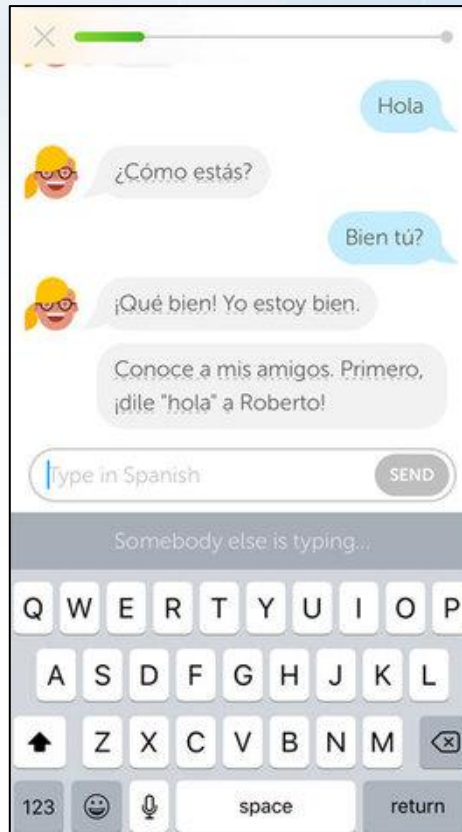 Hola
¿Cómo estás?
Bien tú?
¡Qué bien! Yo estoy bien.
Conoce a mis amigos. Primero,
¡dile "hola" a Roberto!
Type in Spanish
SEND
Somebody else is typing...
Q W E R T Y U I O P
A S D F G H J K L
Z X C V B N M
123 space return